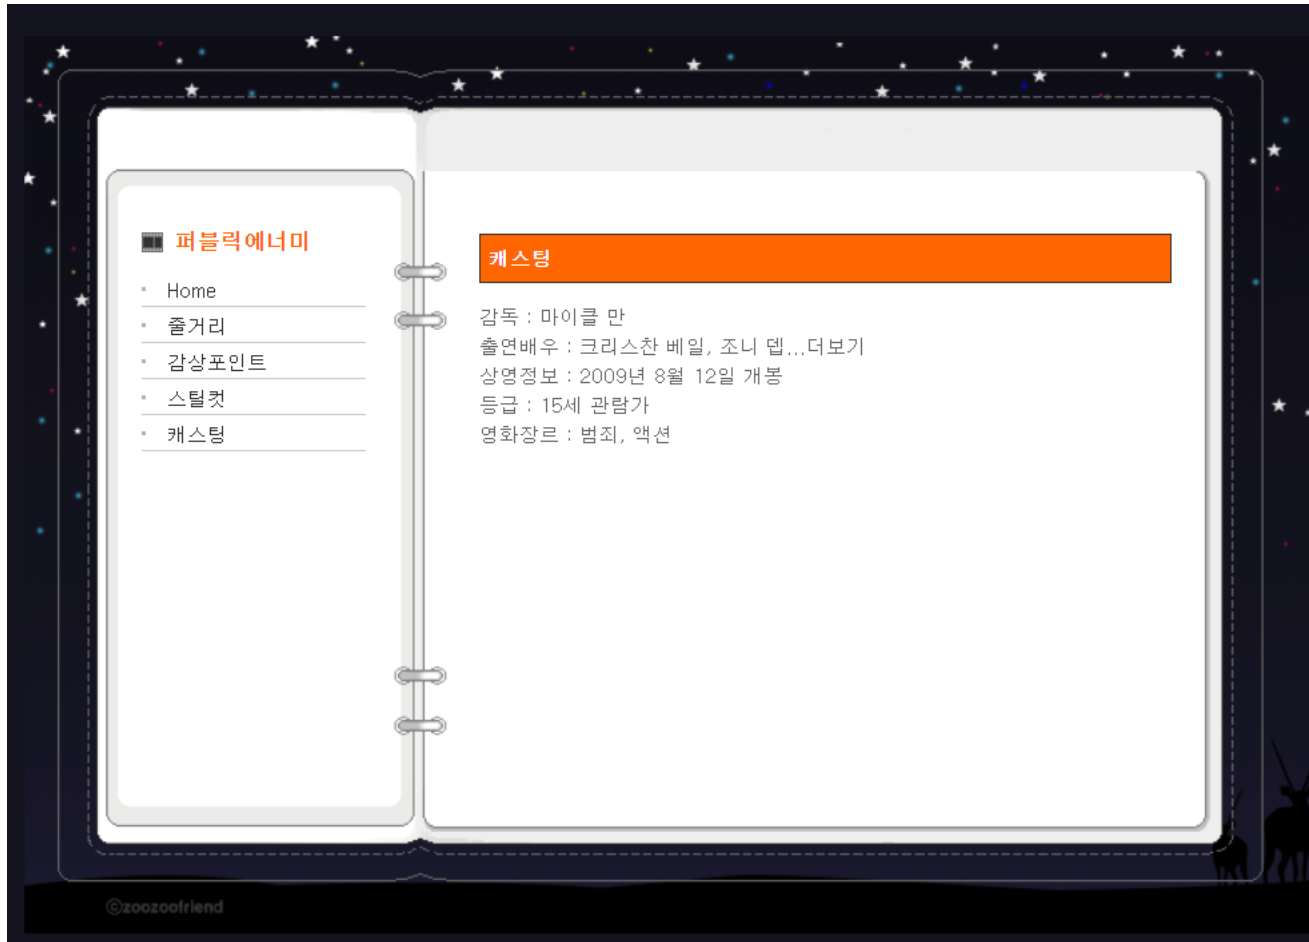 퍼블릭에너미
Home
줄거리
감상포인트
스틸컷
캐스팅
캐스팅
감독 : 마이클 만
출연배우 : 크리스찬 베일, 조니 뎁...더보기
상영정보 : 2009년 8월 12일 개봉
등급 : 15세 관람가
영화장르 : 범죄, 액션
©zoozoofriend